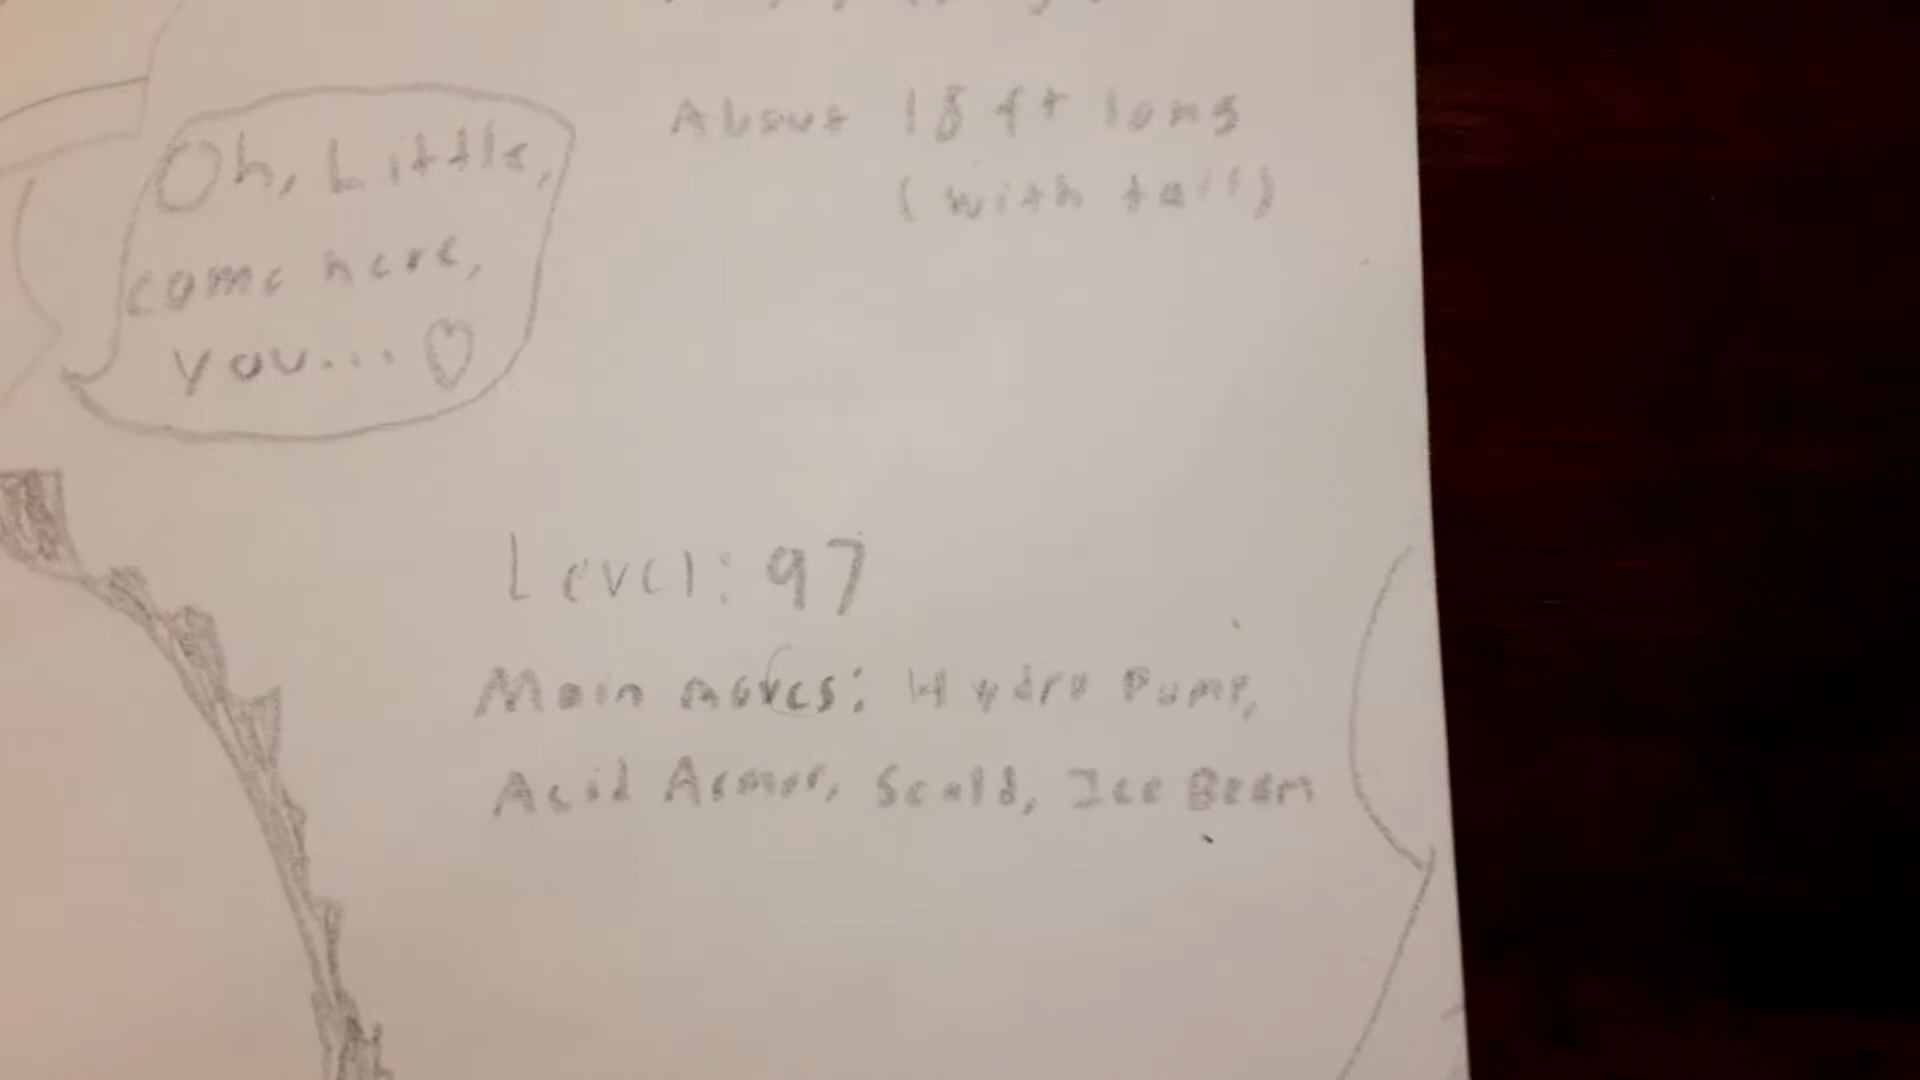 Oh, Little,
come here,
you...
About 18 ft long
(with tail)
Level: 97
Main moves: Hydro Pump,
Acid Armor, Scald, Ice Beam